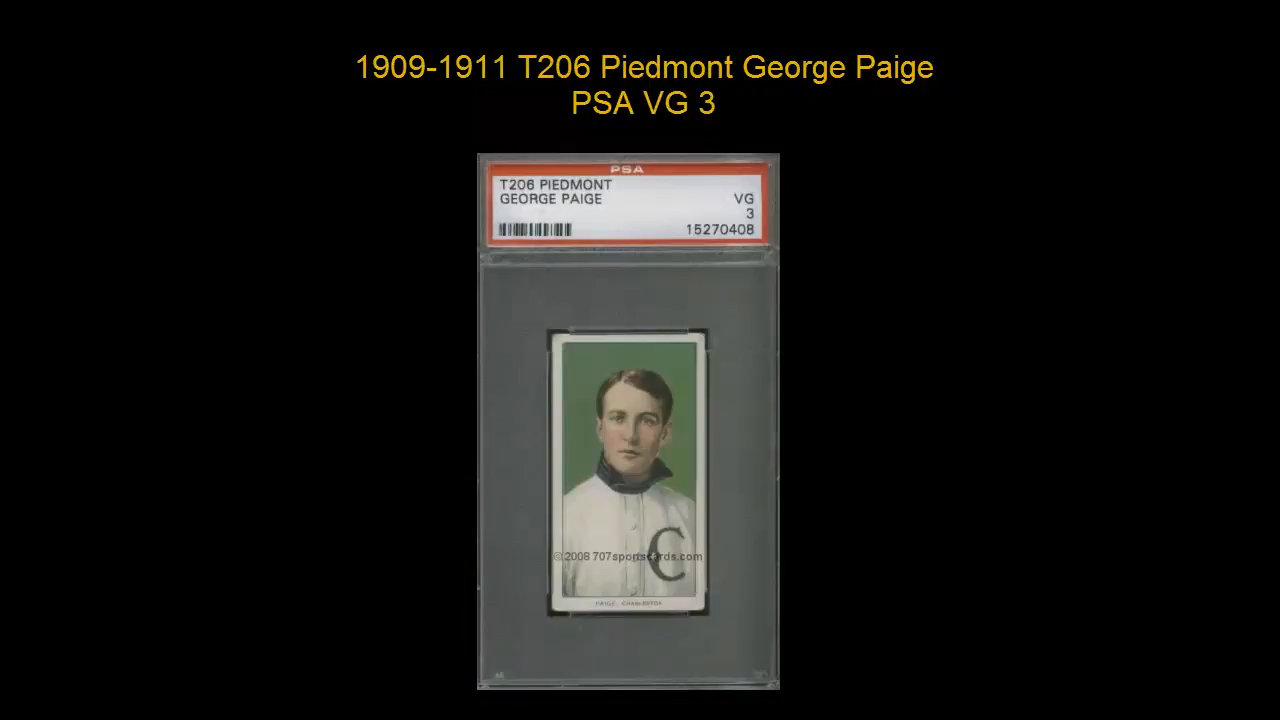 1909-1911 T206 Piedmont George Paige
PSA VG 3
PSA
T206 PIEDMONT
GEORGE PAIGE VG
3
15270408
C
© 2008 707sportscards.com
PAIGE, CHARLESTON